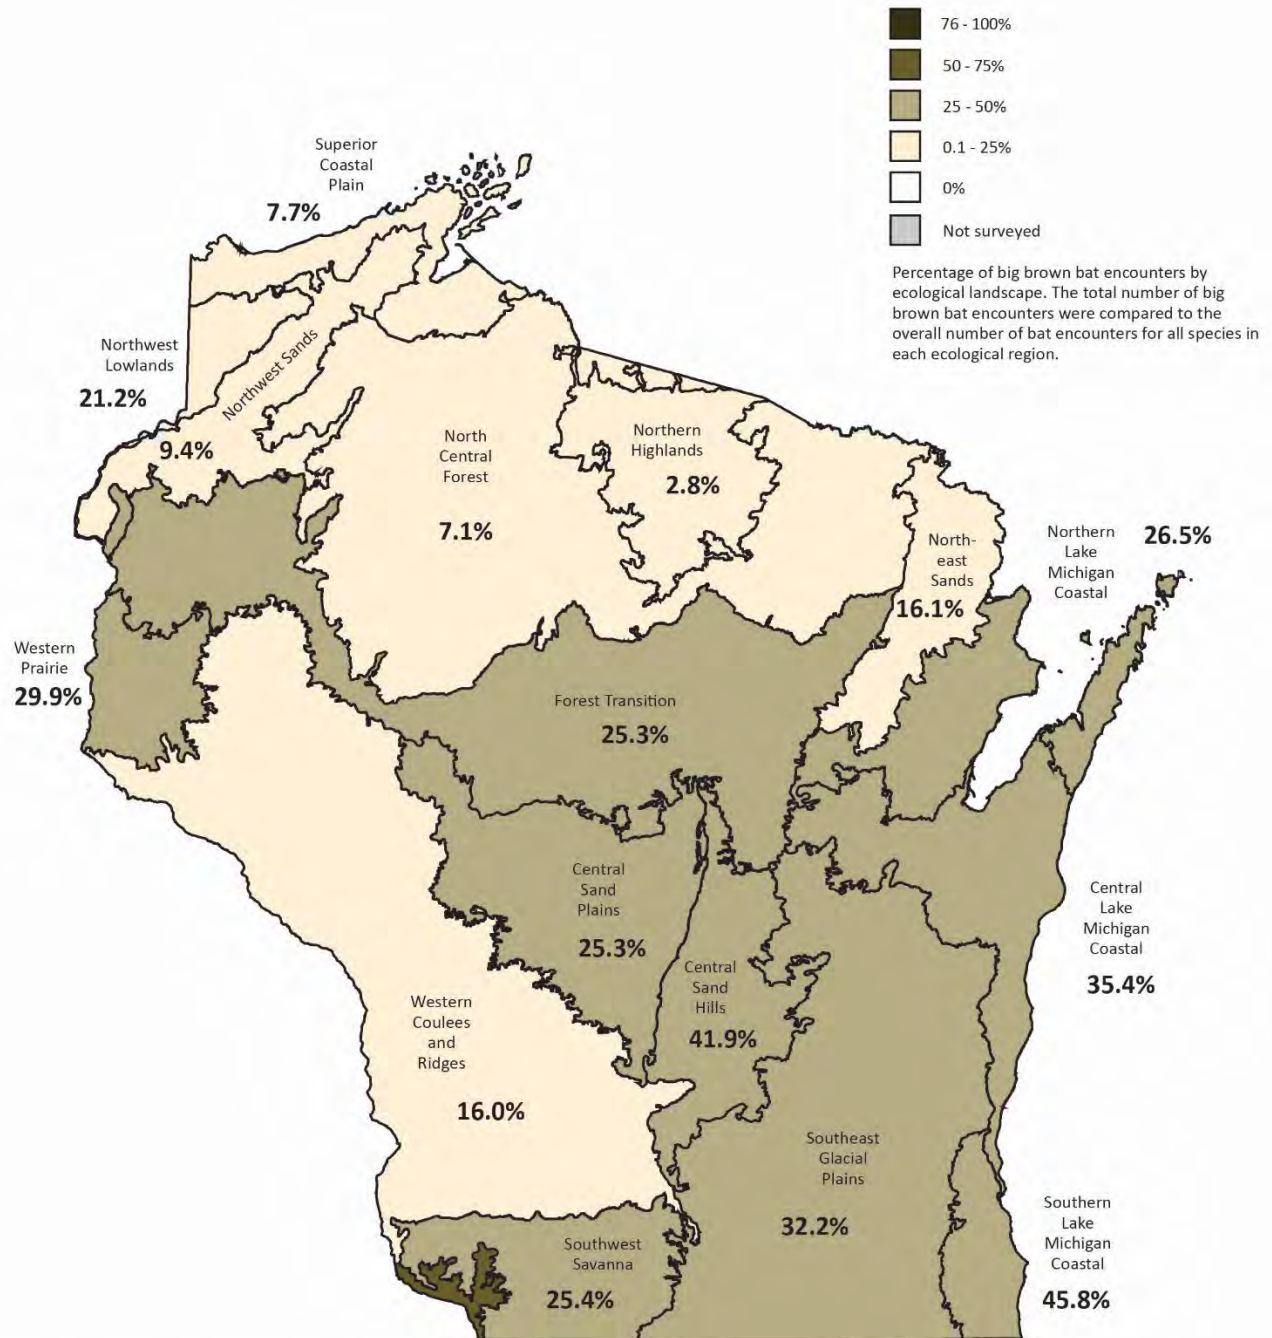 76 - 100%
50 - 75%
25 - 50%
0.1 - 25%
0%
Not surveyed
Percentage of big brown bat encounters by
ecological landscape. The total number of big
brown bat encounters were compared to the
overall number of bat encounters for all species in
each ecological region.
Superior
Coastal
Plain
7.7%
Northwest
Lowlands
21.2%
Northwest Sands
9.4%
North
Central
Forest
7.1%
Northern
Highlands
2.8%
North-
east
Sands
16.1%
Northern
Lake
Michigan
Coastal
26.5%
Western
Prairie
29.9%
Forest Transition
25.3%
Central
Sand
Plains
25.3%
Central
Sand
Hills
41.9%
Central
Lake
Michigan
Coastal
35.4%
Western
Coulees
and
Ridges
16.0%
Southeast
Glacial
Plains
32.2%
Southern
Lake
Michigan
Coastal
45.8%
Southwest
Savanna
25.4%